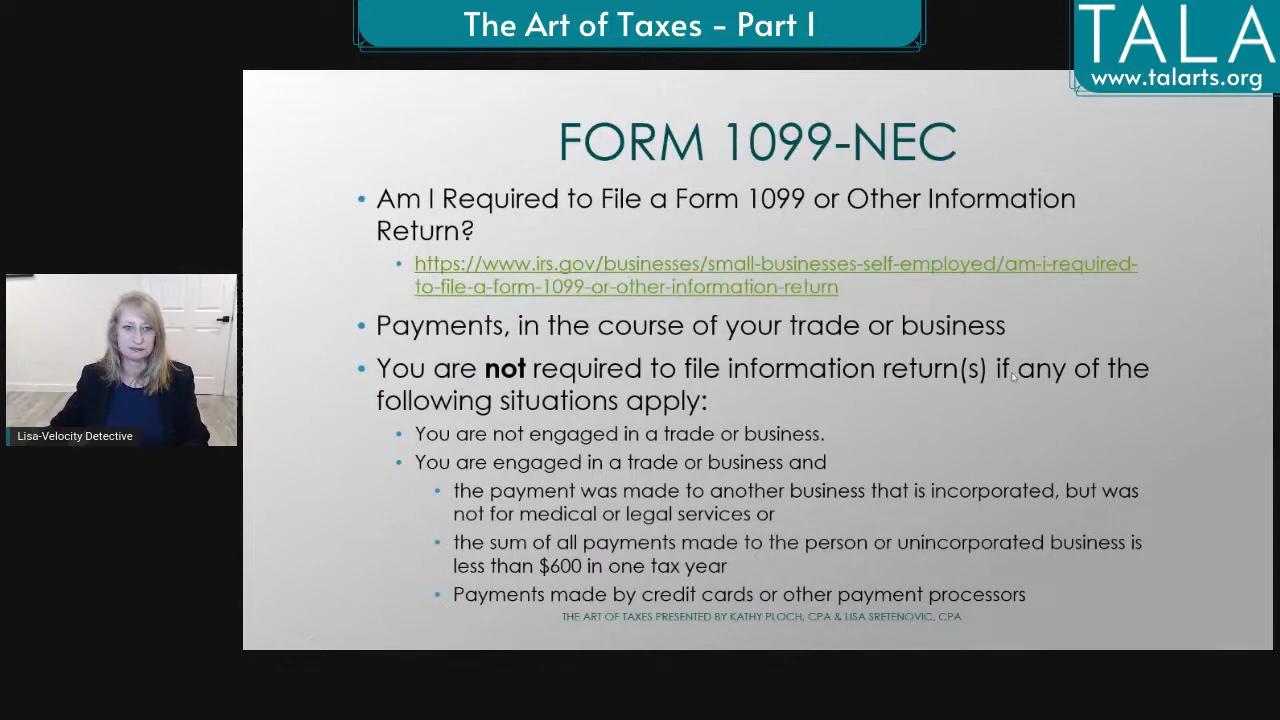 The Art of Taxes - Part 1
TALA
www.talarts.org
FORM 1099-NEC
• Am I Required to File a Form 1099 or Other Information
Return?
• https://www.irs.gov/businesses/small-businesses-self-employed/am-i-required-
to-file-a-form-1099-or-other-information-return
• Payments, in the course of your trade or business
• You are not required to file information return(s) if any of the
following situations apply:
• You are not engaged in a trade or business.
• You are engaged in a trade or business and
• the payment was made to another business that is incorporated, but was
not for medical or legal services or
• the sum of all payments made to the person or unincorporated business is
less than $600 in one tax year
• Payments made by credit cards or other payment processors
THE ART OF TAXES PRESENTED BY KATHY PLOCH, CPA & LISA SRETENOVIC, CPA
Lisa-Velocity Detective